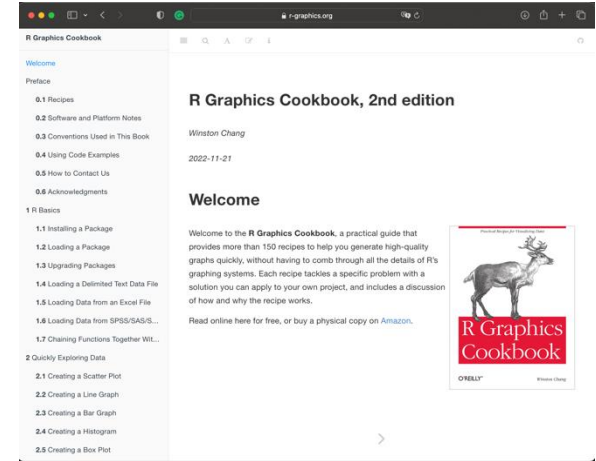 r-graphics.org
R Graphics Cookbook
Welcome
Preface
0.1 Recipes
0.2 Software and Platform Notes
0.3 Conventions Used in This Book
0.4 Using Code Examples
0.5 How to Contact Us
0.6 Acknowledgments
1 R Basics
1.1 Installing a Package
1.2 Loading a Package
1.3 Upgrading Packages
1.4 Loading a Delimited Text Data File
1.5 Loading Data from an Excel File
1.6 Loading Data from SPSS/SAS/S...
1.7 Chaining Functions Together Wit...
2 Quickly Exploring Data
2.1 Creating a Scatter Plot
2.2 Creating a Line Graph
2.3 Creating a Bar Graph
2.4 Creating a Histogram
2.5 Creating a Box Plot
R Graphics Cookbook, 2nd edition
Winston Chang
2022-11-21
Welcome
Welcome to the R Graphics Cookbook, a practical guide that
provides more than 150 recipes to help you generate high-quality
graphs quickly, without having to comb through all the details of R's
graphing systems. Each recipe tackles a specific problem with a
solution you can apply to your own project, and includes a discussion
of how and why the recipe works.
Read online here for free, or buy a physical copy on Amazon.
Practical Recipes for Visualizing Data
R Graphics
Cookbook
O'REILLY®
Winston Chang